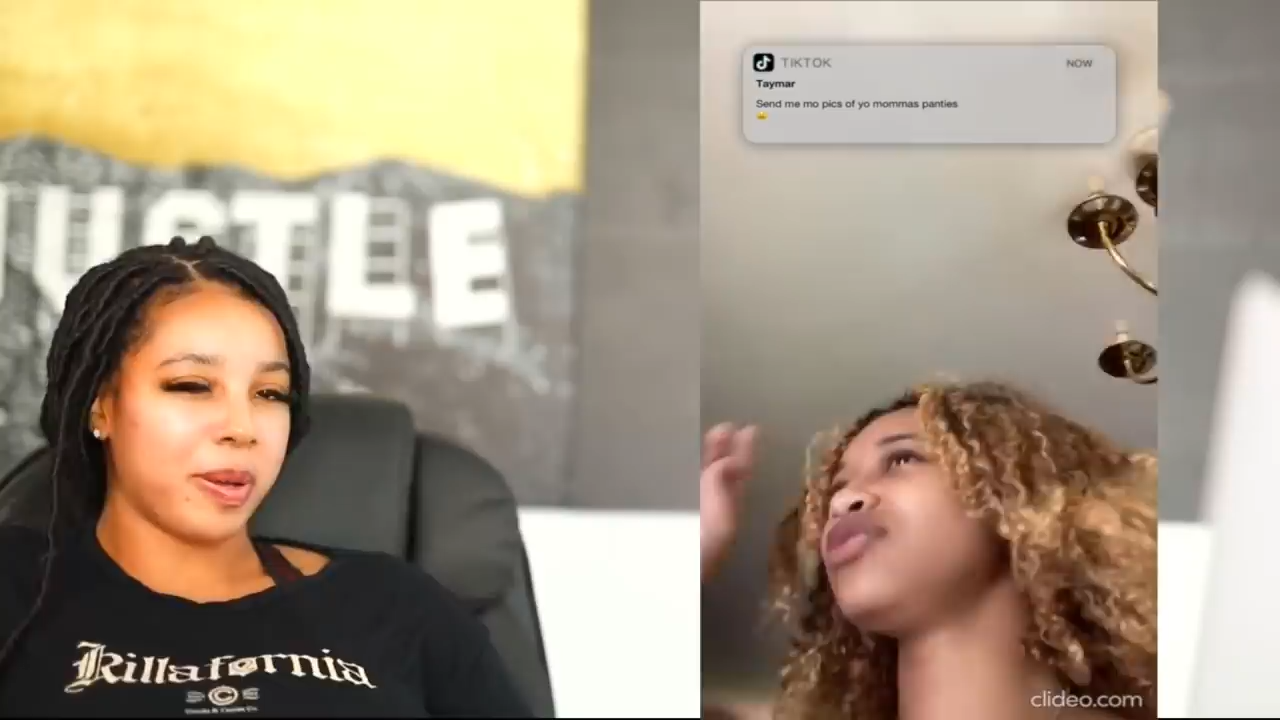 USTLE
Killafornia
TIKTOK
NOW
Taymar
Send me mo pics of yo mommas panties
😀
clideo.com